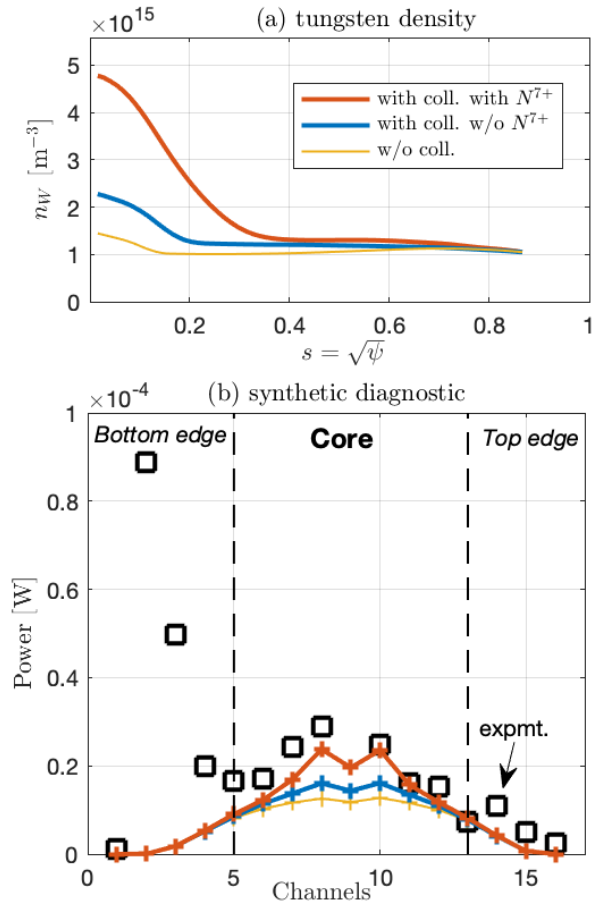 (a) tungsten density
×10^15
5
4
3
2
1
0
n_W [m^−3]
with coll. with N^7+
with coll. w/o N^7+
w/o coll.
0.2 0.4 0.6 0.8 1
s = √ψ
(b) synthetic diagnostic
×10^-4
1
0.8
0.6
0.4
0.2
0
Power [W]
Bottom edge Core Top edge
expmt.
0 5 10 15
Channels